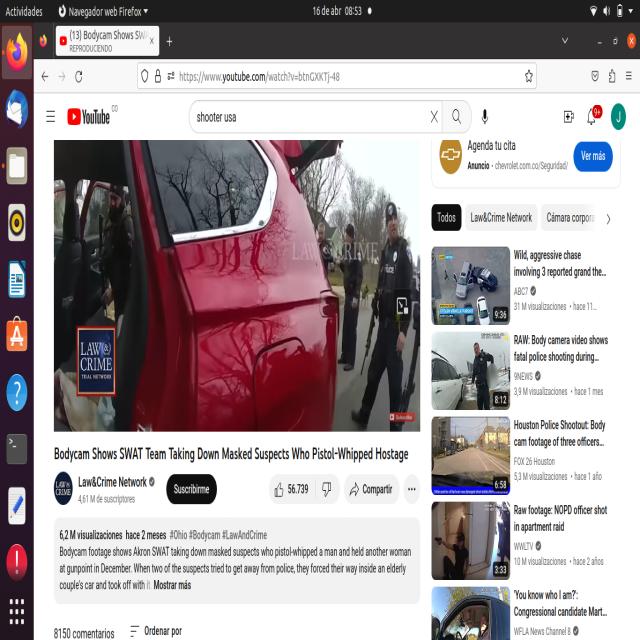 Actividades
Navegador web Firefox
16 de abr 08:53
(13) Bodycam Shows SWA
REPRODUCIENDO
https://www.youtube.com/watch?v=btnGXKTj-48
YouTube CO
shooter usa
9+
J
LAW & CRIME
POLICE
LAW & CRIME
TRIAL NETWORK
Subscribe
Bodycam Shows SWAT Team Taking Down Masked Suspects Who Pistol-Whipped Hostage
LAW & CRIME
Law&Crime Network
4,61 M de suscriptores
Suscribirme
56.739
Compartir
6,2 M visualizaciones hace 2 meses #Ohio #Bodycam #LawAndCrime
Bodycam footage shows Akron SWAT taking down masked suspects who pistol-whipped a man and held another woman
at gunpoint in December. When two of the suspects tried to get away from police, they forced their way inside an elderly
couple's car and took off with it Mostrar más
8150 comentarios
Ordenar por
Agenda tu cita
Anuncio • chevrolet.com.co/Seguridad/
Ver más
Todos
Law&Crime Network
Cámara corpora
Wild, aggressive chase
involving 3 reported grand the...
ABC7
31 M visualizaciones • hace 11...
9:36
RAW: Body camera video shows
fatal police shooting during...
9NEWS
3,9 M visualizaciones • hace 1 mes
8:12
Houston Police Shootout: Body
cam footage of three officers...
FOX 26 Houston
5,3 M visualizaciones • hace 1 año
6:58
Raw footage: NOPD officer shot
in apartment raid
WWLTV
10 M visualizaciones • hace 2 años
3:33
'You know who I am?':
Congressional candidate Mart...
WFLA News Channel 8